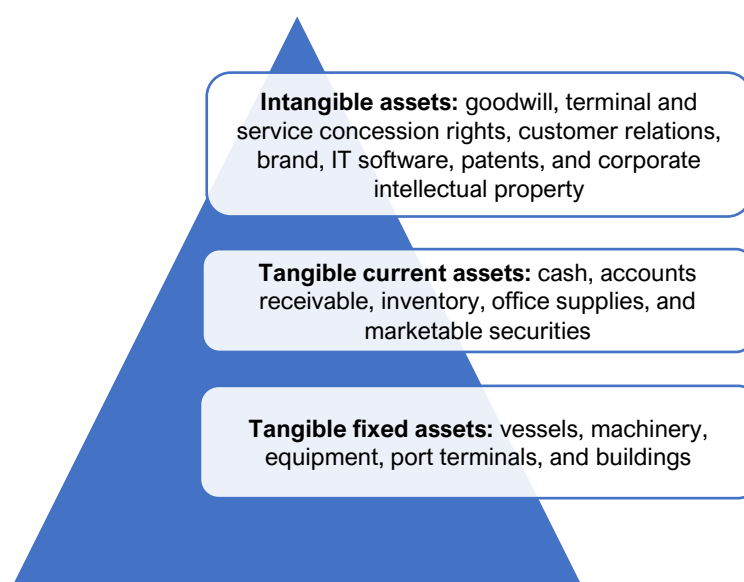 Intangible assets: goodwill, terminal and
service concession rights, customer relations,
brand, IT software, patents, and corporate
intellectual property
Tangible current assets: cash, accounts
receivable, inventory, office supplies, and
marketable securities
Tangible fixed assets: vessels, machinery,
equipment, port terminals, and buildings